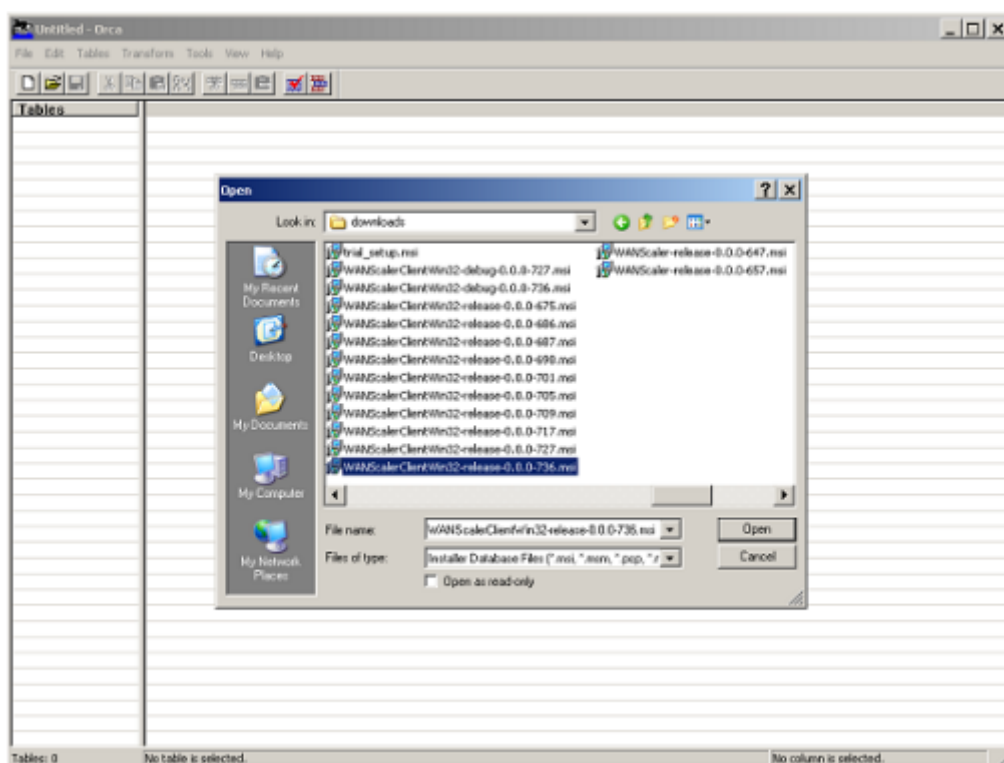 Untitled - Orca
File Edit Tables Transform Tools View Help
Tables
Open
Look in: downloads
My Recent Documents
Desktop
My Documents
My Computer
My Network Places
trial_setup.msi
WANScalerClientWin32-debug-0.0.0-727.msi
WANScalerClientWin32-debug-0.0.0-736.msi
WANScalerClientWin32-release-0.0.0-675.msi
WANScalerClientWin32-release-0.0.0-686.msi
WANScalerClientWin32-release-0.0.0-687.msi
WANScalerClientWin32-release-0.0.0-698.msi
WANScalerClientWin32-release-0.0.0-701.msi
WANScalerClientWin32-release-0.0.0-705.msi
WANScalerClientWin32-release-0.0.0-709.msi
WANScalerClientWin32-release-0.0.0-717.msi
WANScalerClientWin32-release-0.0.0-727.msi
WANScalerClientWin32-release-0.0.0-736.msi
WANScaler-release-0.0.0-647.msi
WANScaler-release-0.0.0-657.msi
File name: WANScalerClientWin32-release-0.0.0-736.msi Open
Files of type: Installer Database Files (*.msi, *.msm, *.pcp, *.r Cancel
Open as read-only
Tables: 0 No table is selected. No column is selected.